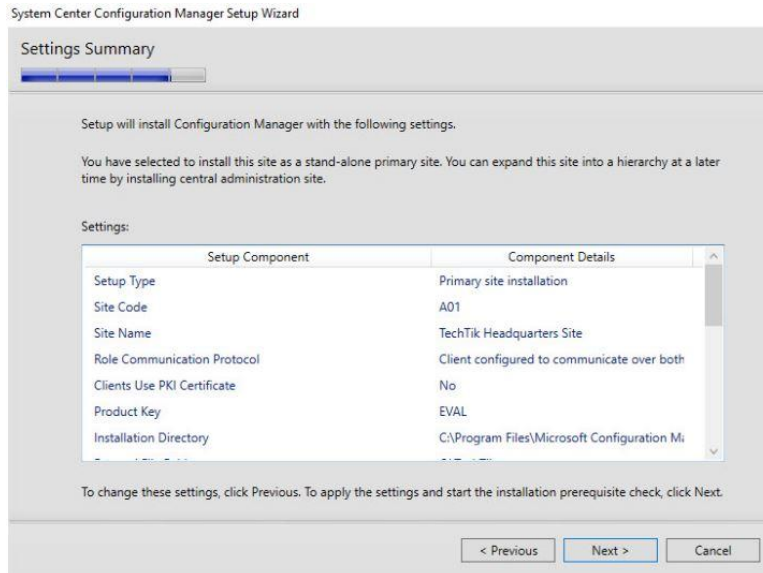 System Center Configuration Manager Setup Wizard
Settings Summary
Setup will install Configuration Manager with the following settings.
You have selected to install this site as a stand-alone primary site. You can expand this site into a hierarchy at a later
time by installing central administration site.
Settings:
Setup Component Component Details
Setup Type Primary site installation
Site Code A01
Site Name TechTik Headquarters Site
Role Communication Protocol Client configured to communicate over both
Clients Use PKI Certificate No
Product Key EVAL
Installation Directory C:\Program Files\Microsoft Configuration Ma
To change these settings, click Previous. To apply the settings and start the installation prerequisite check, click Next.
< Previous Next > Cancel